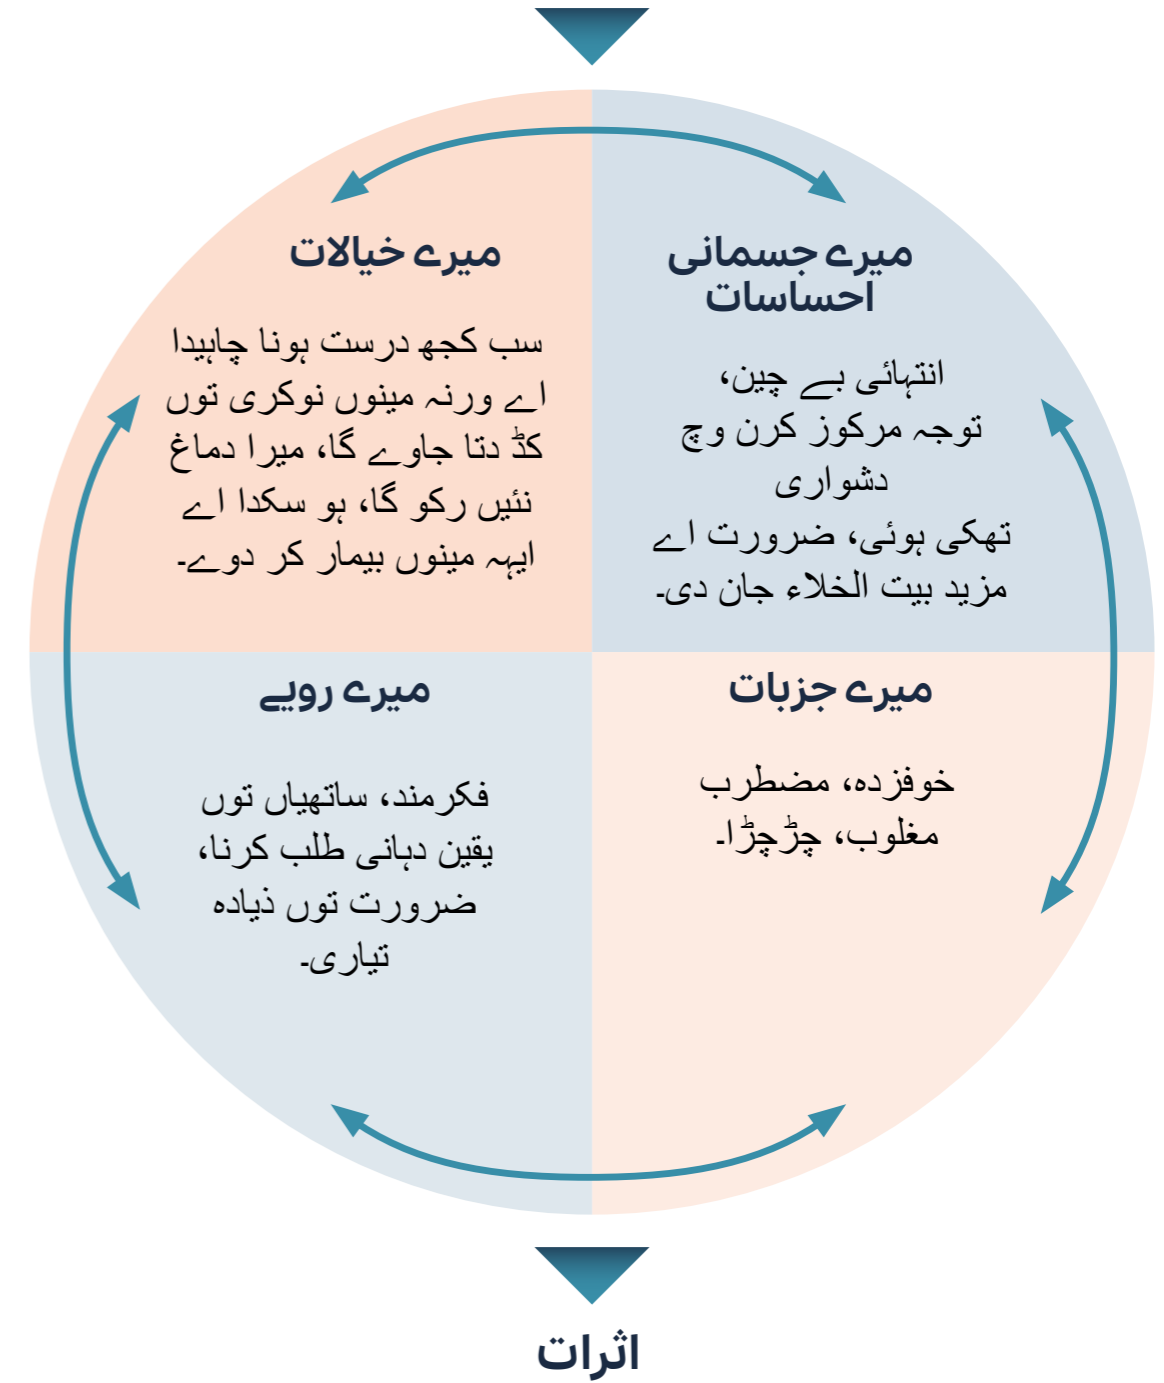 میرے جسمانی
احساسات
انتہائی بے چین،
توجہ مرکوز کرن وچ
دشواری
تھکی ہوئی، ضرورت اے
مزید بیت الخلاء جان دی۔
میرے خیالات
سب کجھ درست ہونا چاہیدا
اے ورنہ مینوں نوکری توں
کڈ دتا جاوے گا، میرا دماغ
نئیں رکو گا، ہو سکدا اے
ایہہ مینوں بیمار کر دوے۔
میرے جزبات
خوفزدہ، مضطرب
مغلوب، چڑچڑا۔
میرے رویے
فکرمند، ساتھیاں توں
یقین دہانی طلب کرنا،
ضرورت توں ذیادہ
تیاری۔
اثرات